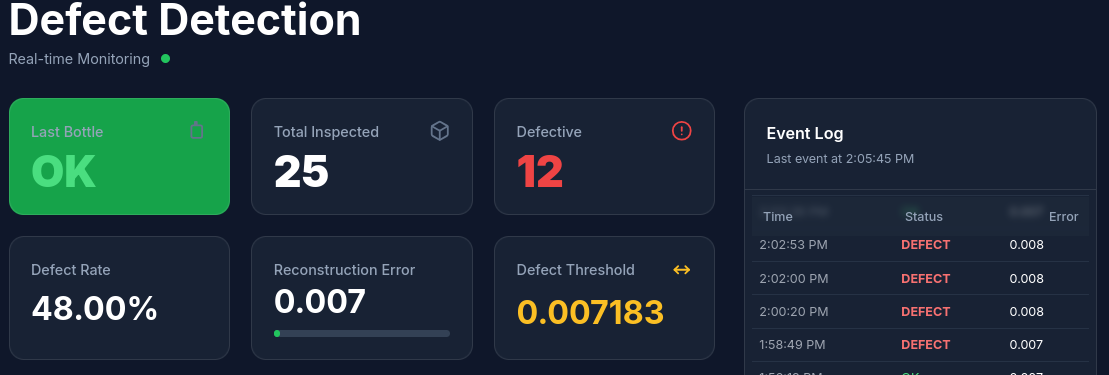 Defect Detection
Real-time Monitoring
Last Bottle
OK
Total Inspected
25
Defective
12
Defect Rate
48.00%
Reconstruction Error
0.007
Defect Threshold
0.007183
Event Log
Last event at 2:05:45 PM
Time Status Error
2:02:53 PM DEFECT 0.008
2:02:00 PM DEFECT 0.008
2:00:20 PM DEFECT 0.008
1:58:49 PM DEFECT 0.007